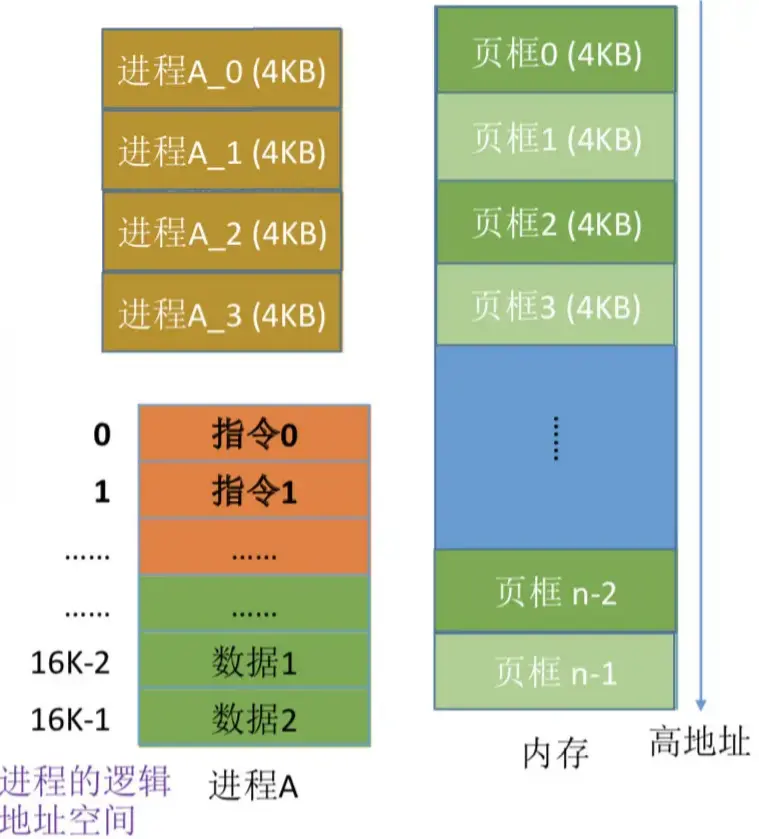 进程A_0 (4KB)
进程A_1 (4KB)
进程A_2 (4KB)
进程A_3 (4KB)
页框0 (4KB)
页框1 (4KB)
页框2 (4KB)
页框3 (4KB)
......
页框 n-2
页框 n-1
内存
高地址
0 指令0
1 指令1
...... ......
...... ......
16K-2 数据1
16K-1 数据2
进程的逻辑
地址空间
进程A